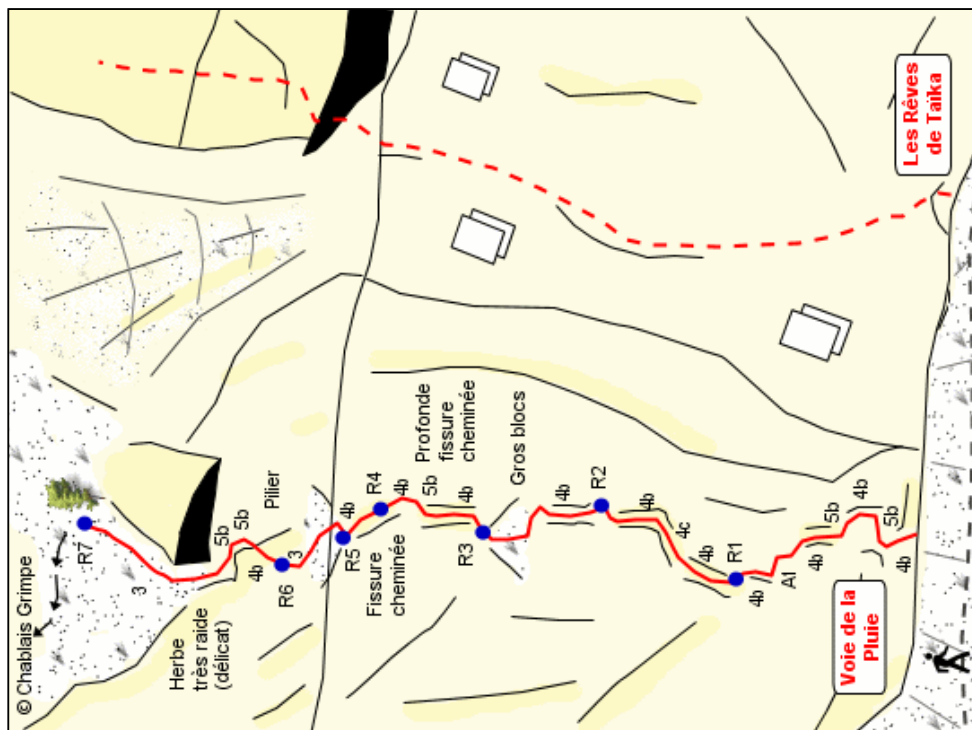 © Chablais Grimpe
R7
3
Herbe
très raide
(délicat)
5b
5b
4b
Pilier
R6
3
R5
4b
R4
Fissure
cheminée
4b
5b
4b
Profonde
fissure
cheminée
R3
Gros blocs
4b
R2
4b
4c
4b
R1
4b
A1
4b
5b
4b
5b
4b
Voie de la
Pluie
Les Rêves
de Taïka